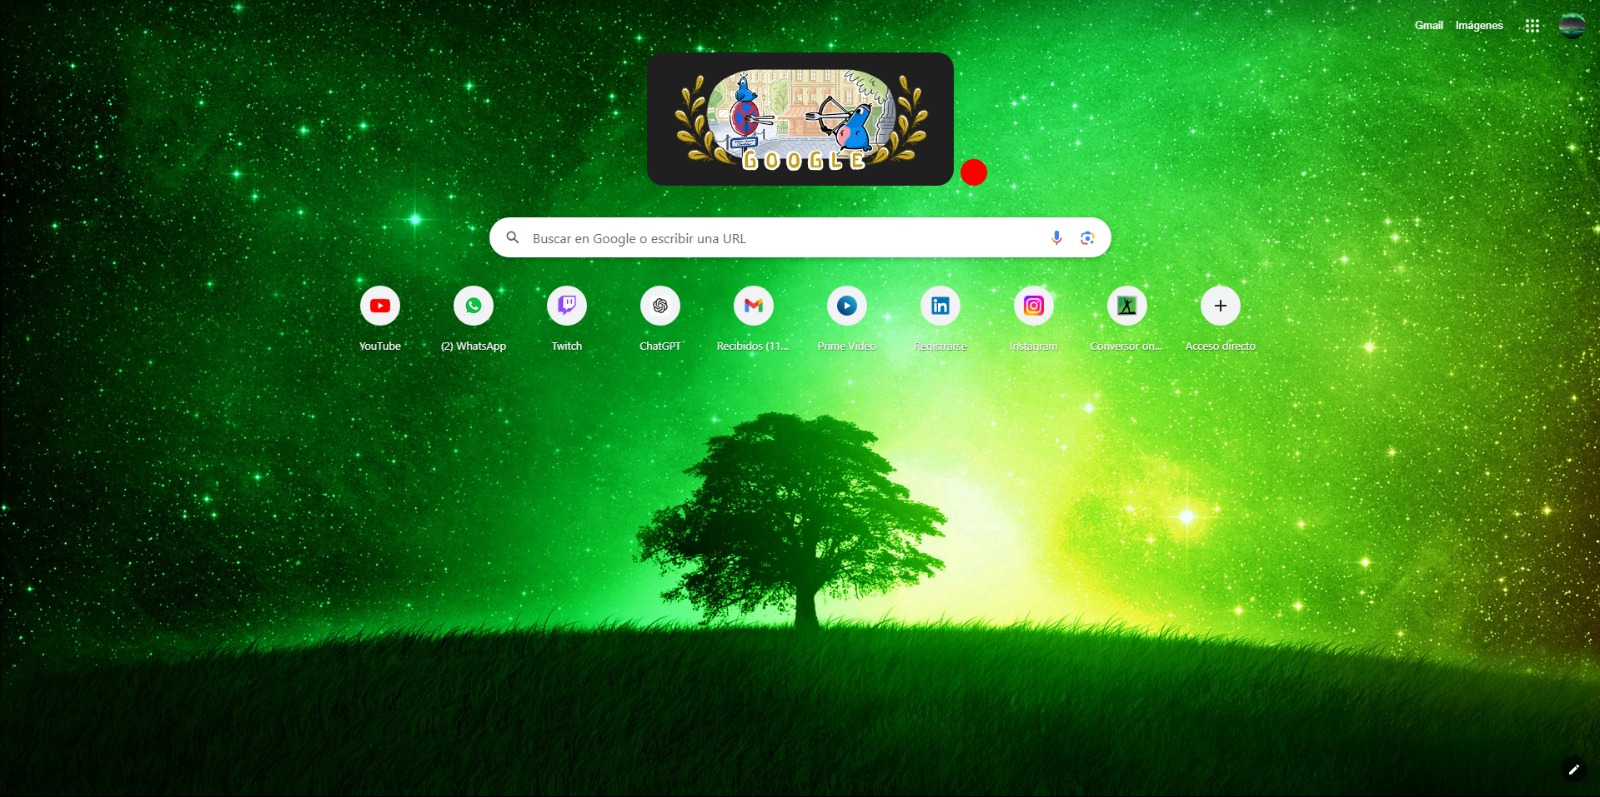 Gmail Imágenes
GOOGLE
Buscar en Google o escribir una URL
YouTube
(2) WhatsApp
Twitch
ChatGPT
Recibidos (11...
Prime Video
Registrarse
Instagram
Conversor on...
Acceso directo